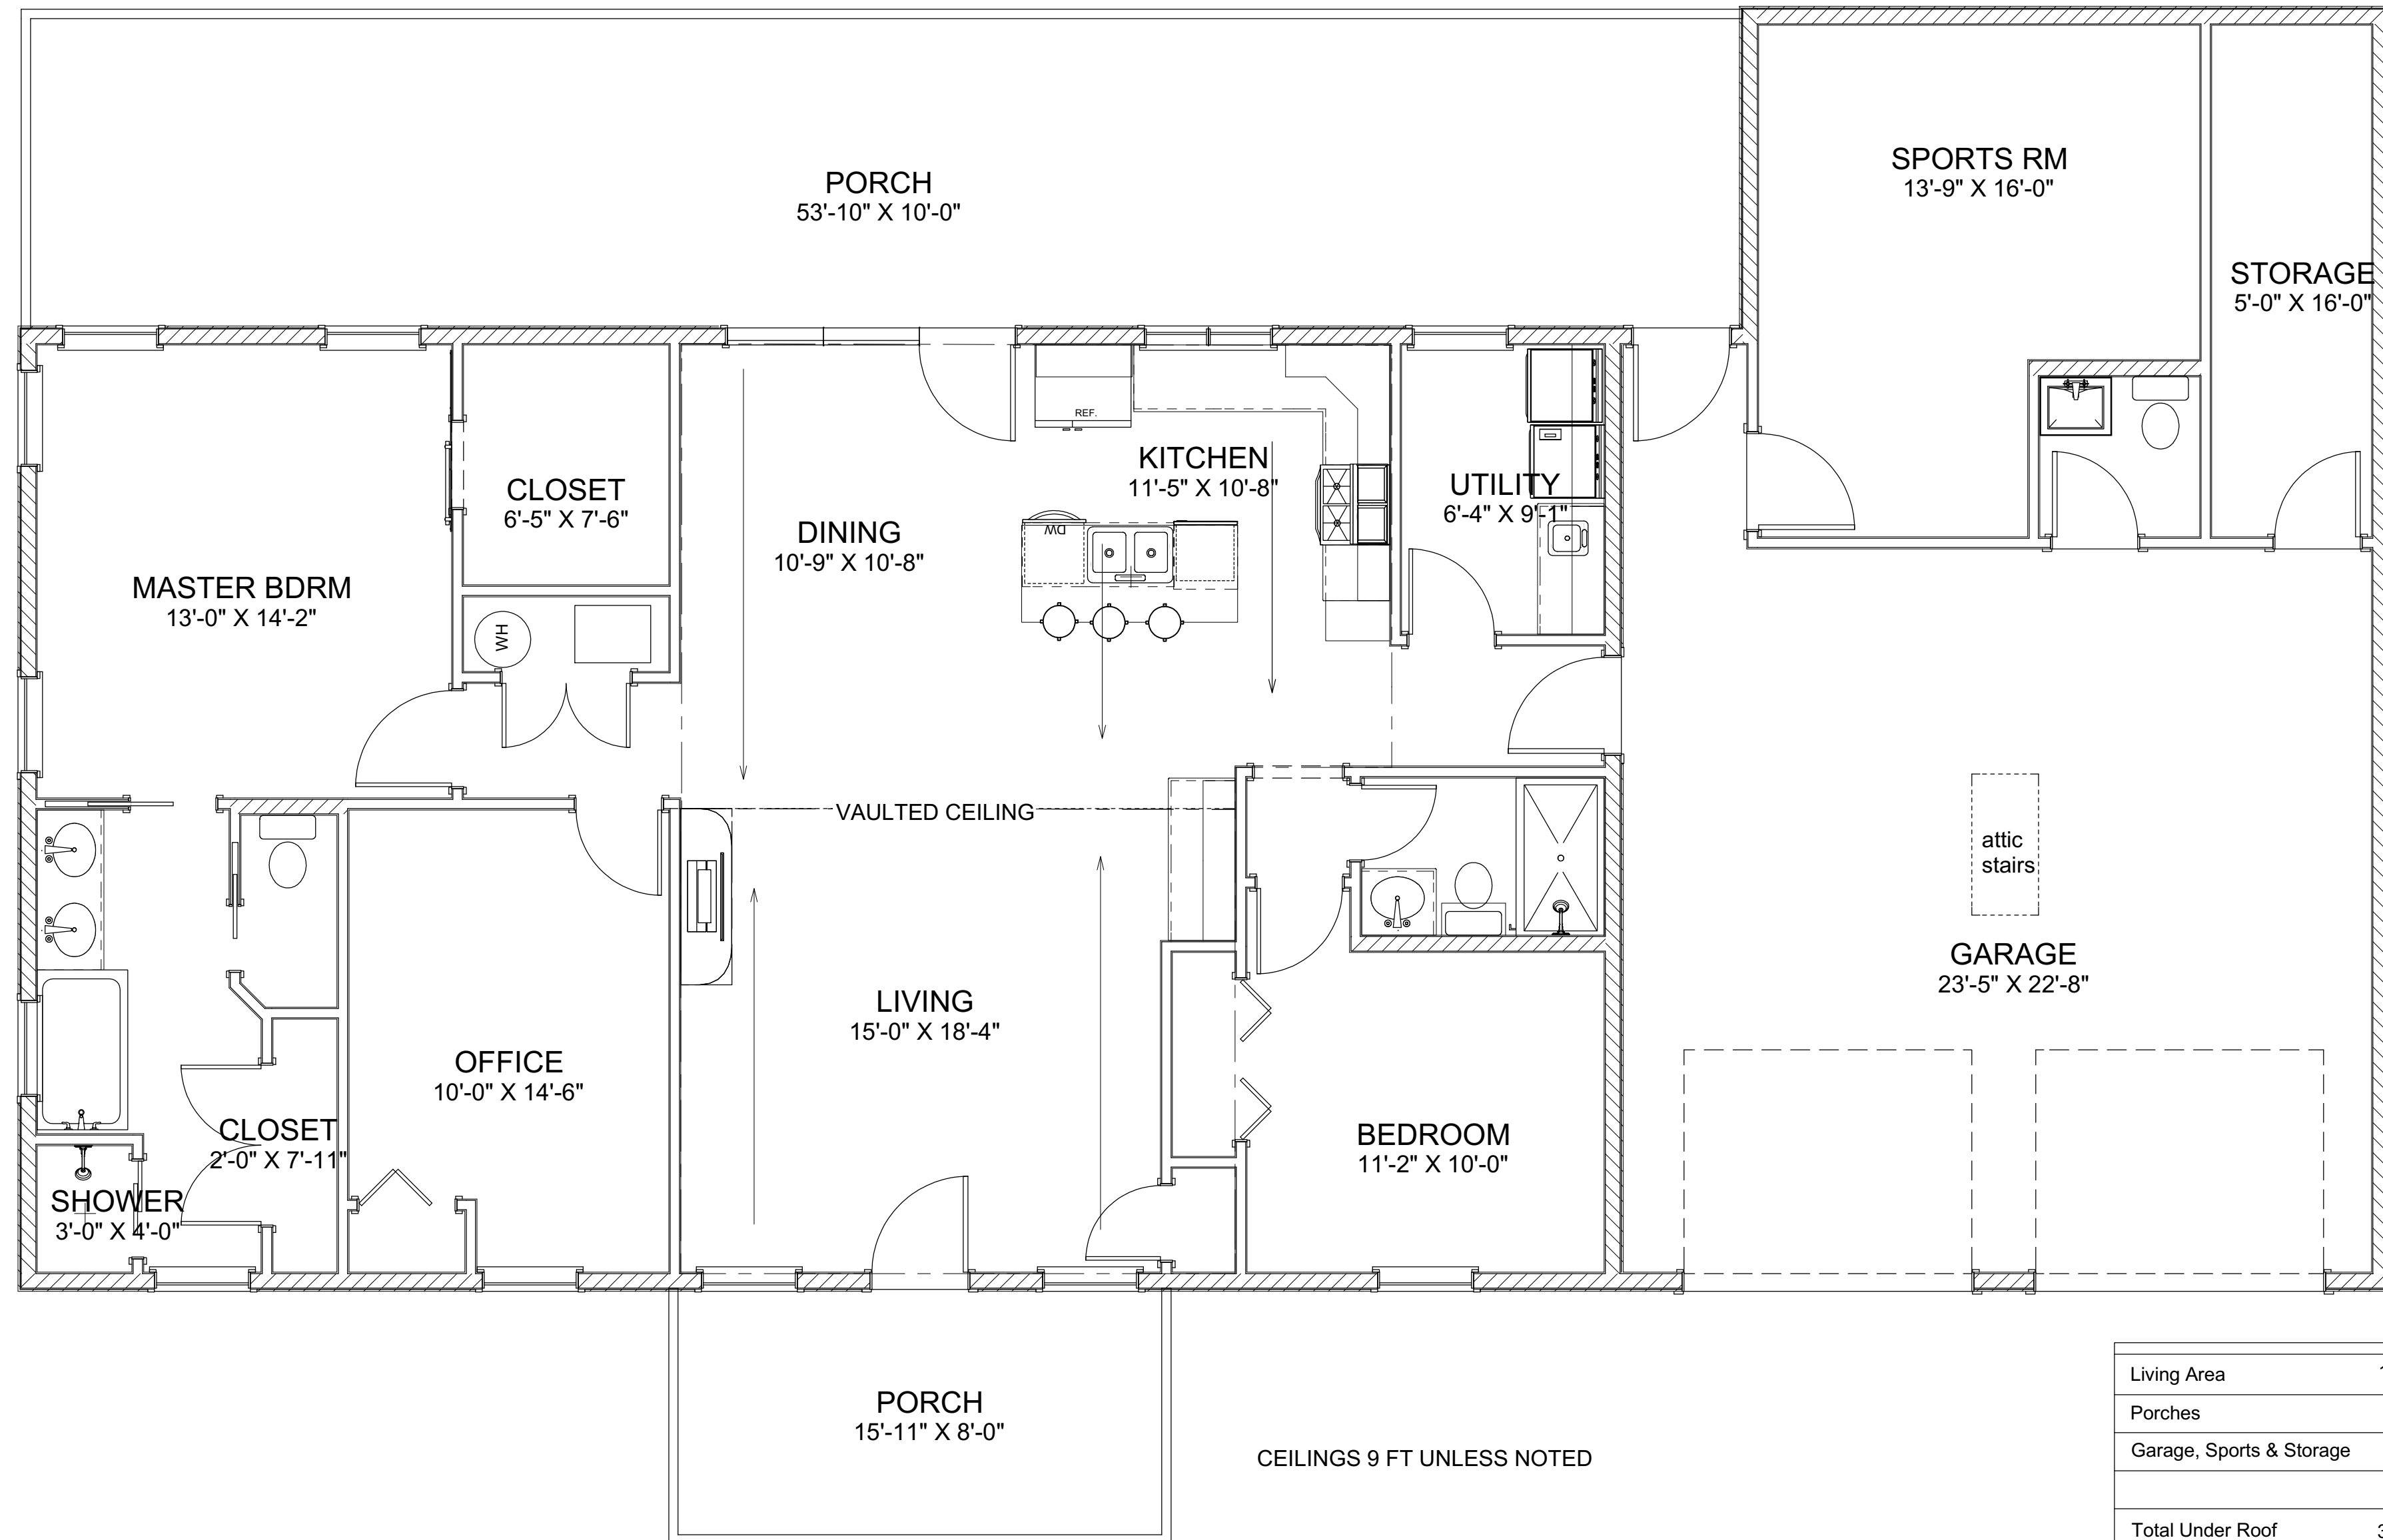 PORCH
53'-10" X 10'-0"
SPORTS RM
13'-9" X 16'-0"
STORAGE
5'-0" X 16'-0"
REF.
KITCHEN
11'-5" X 10'-8"
CLOSET
6'-5" X 7'-6"
UTILITY
6'-4" X 9'-1"
DINING
10'-9" X 10'-8"
DW
MASTER BDRM
13'-0" X 14'-2"
WH
VAULTED CEILING
attic
stairs
GARAGE
23'-5" X 22'-8"
LIVING
15'-0" X 18'-4"
OFFICE
10'-0" X 14'-6"
CLOSET
2'-0" X 7'-11"
BEDROOM
11'-2" X 10'-0"
SHOWER
3'-0" X 4'-0"
PORCH
15'-11" X 8'-0"
CEILINGS 9 FT UNLESS NOTED
Living Area
Porches
Garage, Sports & Storage
Total Under Roof